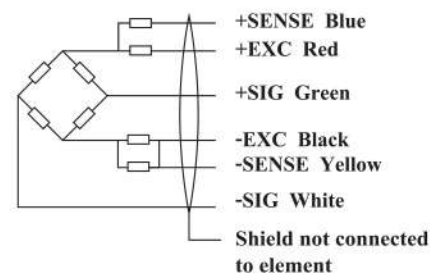 +SENSE Blue
+EXC Red
+SIG Green
-EXC Black
-SENSE Yellow
-SIG White
Shield not connected
to element